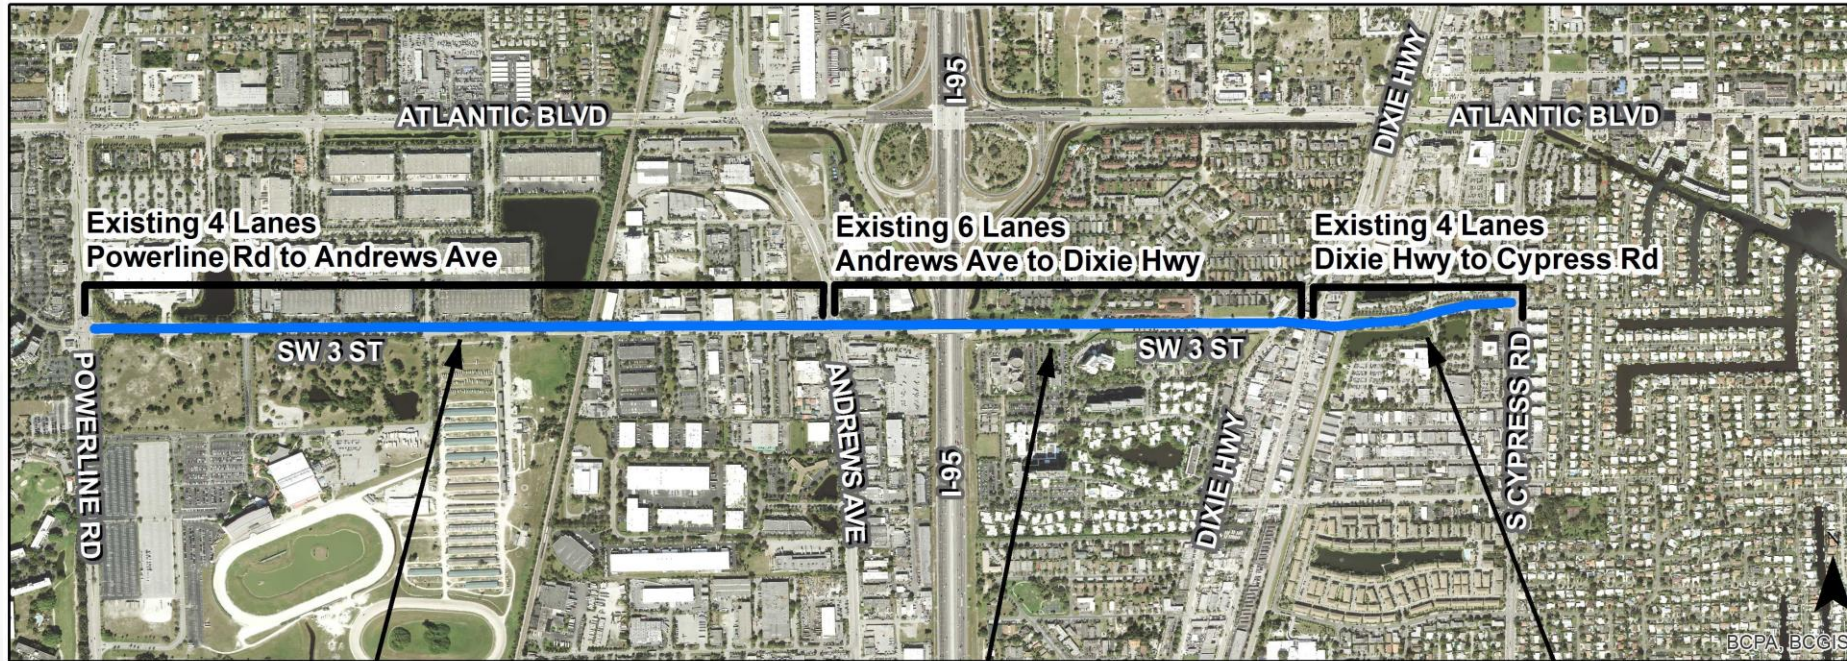 I-95
DIXIE HWY
ATLANTIC BLVD
ATLANTIC BLVD
Existing 4 Lanes
Powerline Rd to Andrews Ave
Existing 6 Lanes
Andrews Ave to Dixie Hwy
Existing 4 Lanes
Dixie Hwy to Cypress Rd
SW 3 ST
SW 3 ST
POWERLINE RD
ANDREWS AVE
I-95
DIXIE HWY
S CYPRESS RD
N
BCPA, BCGIS